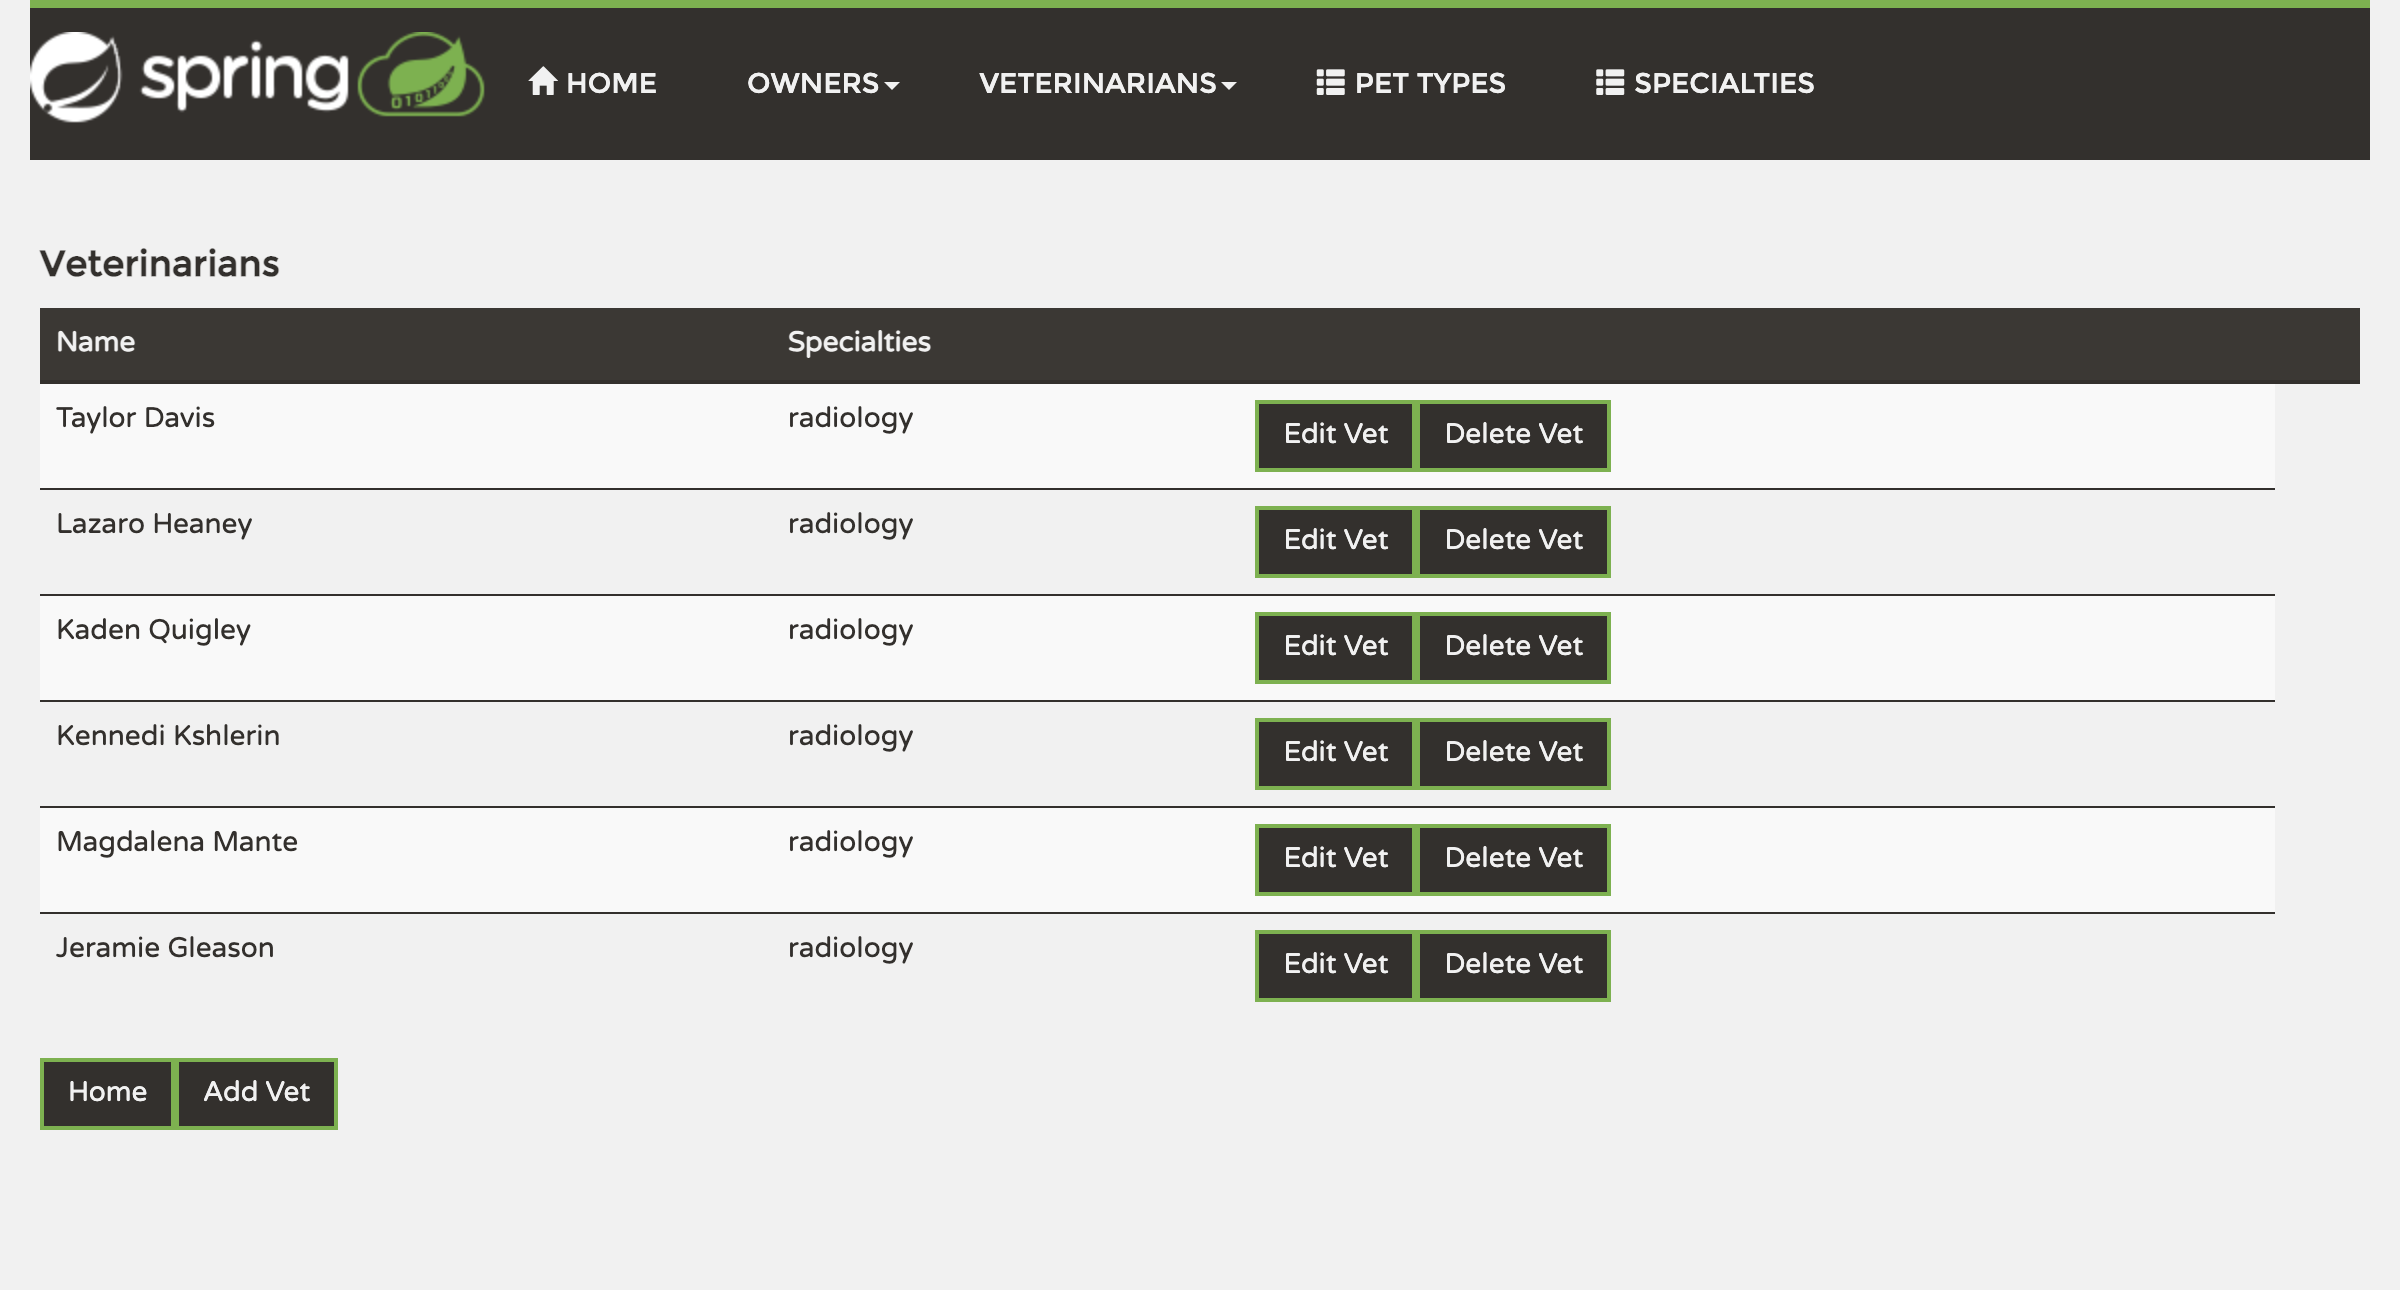 spring HOME OWNERS VETERINARIANS PET TYPES SPECIALTIES
Veterinarians
Name Specialties
Taylor Davis radiology Edit Vet Delete Vet
Lazaro Heaney radiology Edit Vet Delete Vet
Kaden Quigley radiology Edit Vet Delete Vet
Kennedi Kshlerin radiology Edit Vet Delete Vet
Magdalena Mante radiology Edit Vet Delete Vet
Jeramie Gleason radiology Edit Vet Delete Vet
Home Add Vet